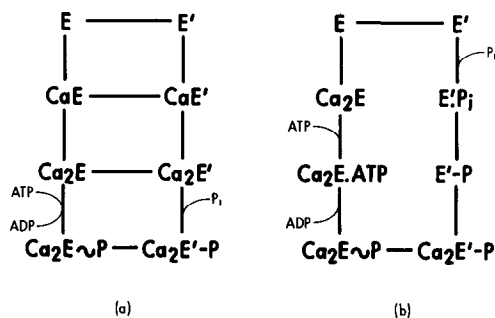 E E' E E'
Pi
CaE CaE' Ca2E E'.Pi
ATP
Ca2E Ca2E' Ca2E.ATP E'-P
ATP
Pi
ADP ADP
Ca2E~P Ca2E'-P Ca2E~P Ca2E'-P
(a) (b)